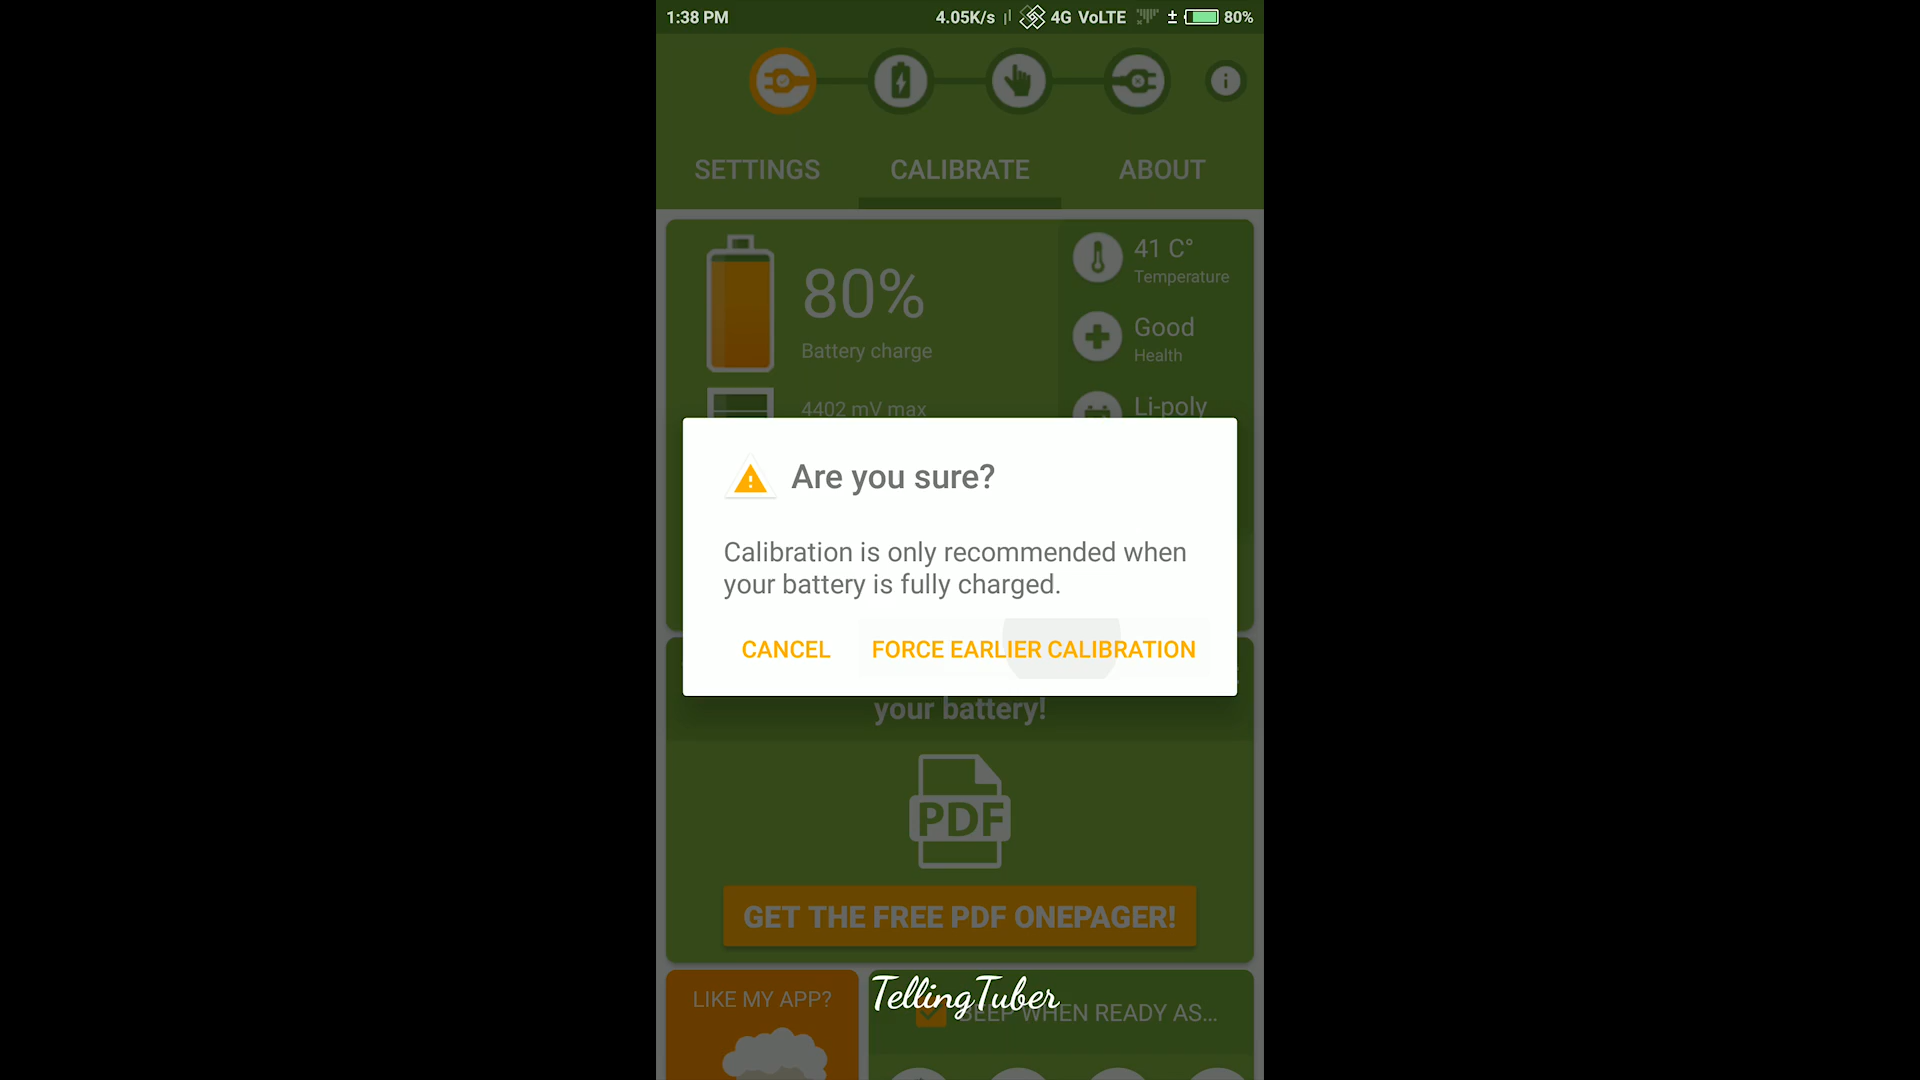 1:38 PM
4.05K/s 4G VoLTE 80%
SETTINGS CALIBRATE ABOUT
80%
Battery charge
4402 mV max
41 C°
Temperature
Good
Health
Li-poly
Are you sure?
Calibration is only recommended when
your battery is fully charged.
CANCEL FORCE EARLIER CALIBRATION
your battery!
PDF
GET THE FREE PDF ONEPAGER!
LIKE MY APP?
TellingTuber
BEEP WHEN READY AS...